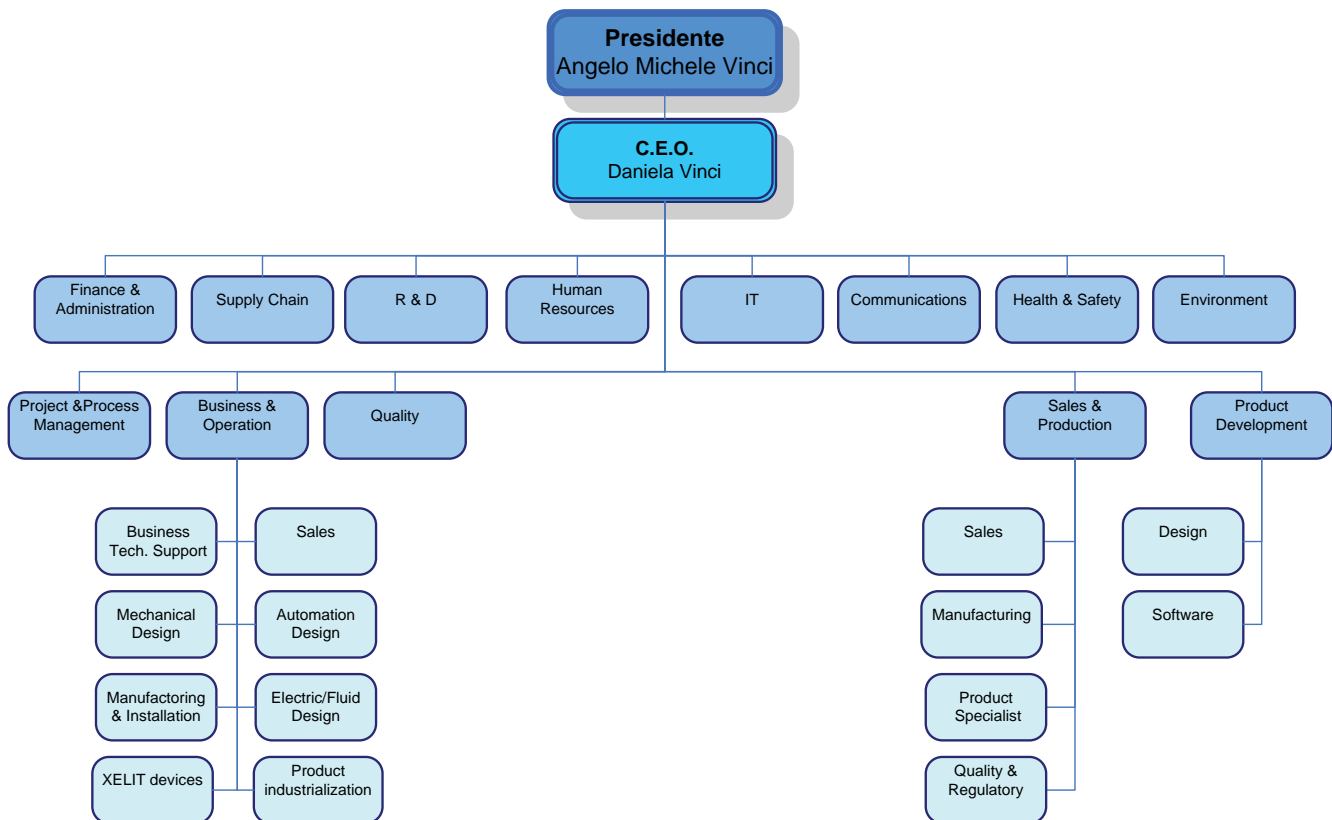 Presidente
Angelo Michele Vinci
C.E.O.
Daniela Vinci
Finance &
Administration
Supply Chain
R & D
Human
Resources
IT
Communications
Health & Safety
Environment
Project &Process
Management
Business &
Operation
Quality
Sales &
Production
Product
Development
Business
Tech. Support
Sales
Mechanical
Design
Automation
Design
Manufactoring
& Installation
Electric/Fluid
Design
XELIT devices
Product
industrialization
Sales
Manufacturing
Product
Specialist
Quality &
Regulatory
Design
Software